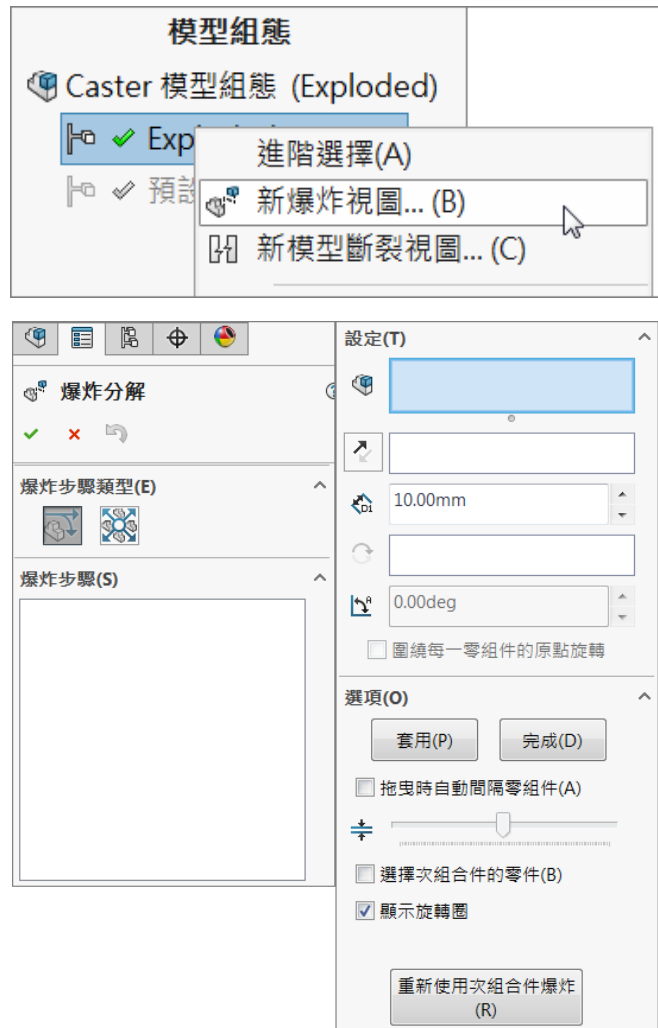 模型組態
Caster 模型組態 (Exploded)
Exp
進階選擇(A)
預設
新爆炸視圖... (B)
新模型斷裂視圖... (C)
爆炸分解
爆炸步驟類型(E)
爆炸步驟(S)
設定(T)
10.00mm
0.00deg
圍繞每一零組件的原點旋轉
選項(O)
套用(P)
完成(D)
拖曳時自動間隔零組件(A)
選擇次組合件的零件(B)
顯示旋轉圈
重新使用次組合件爆炸
(R)